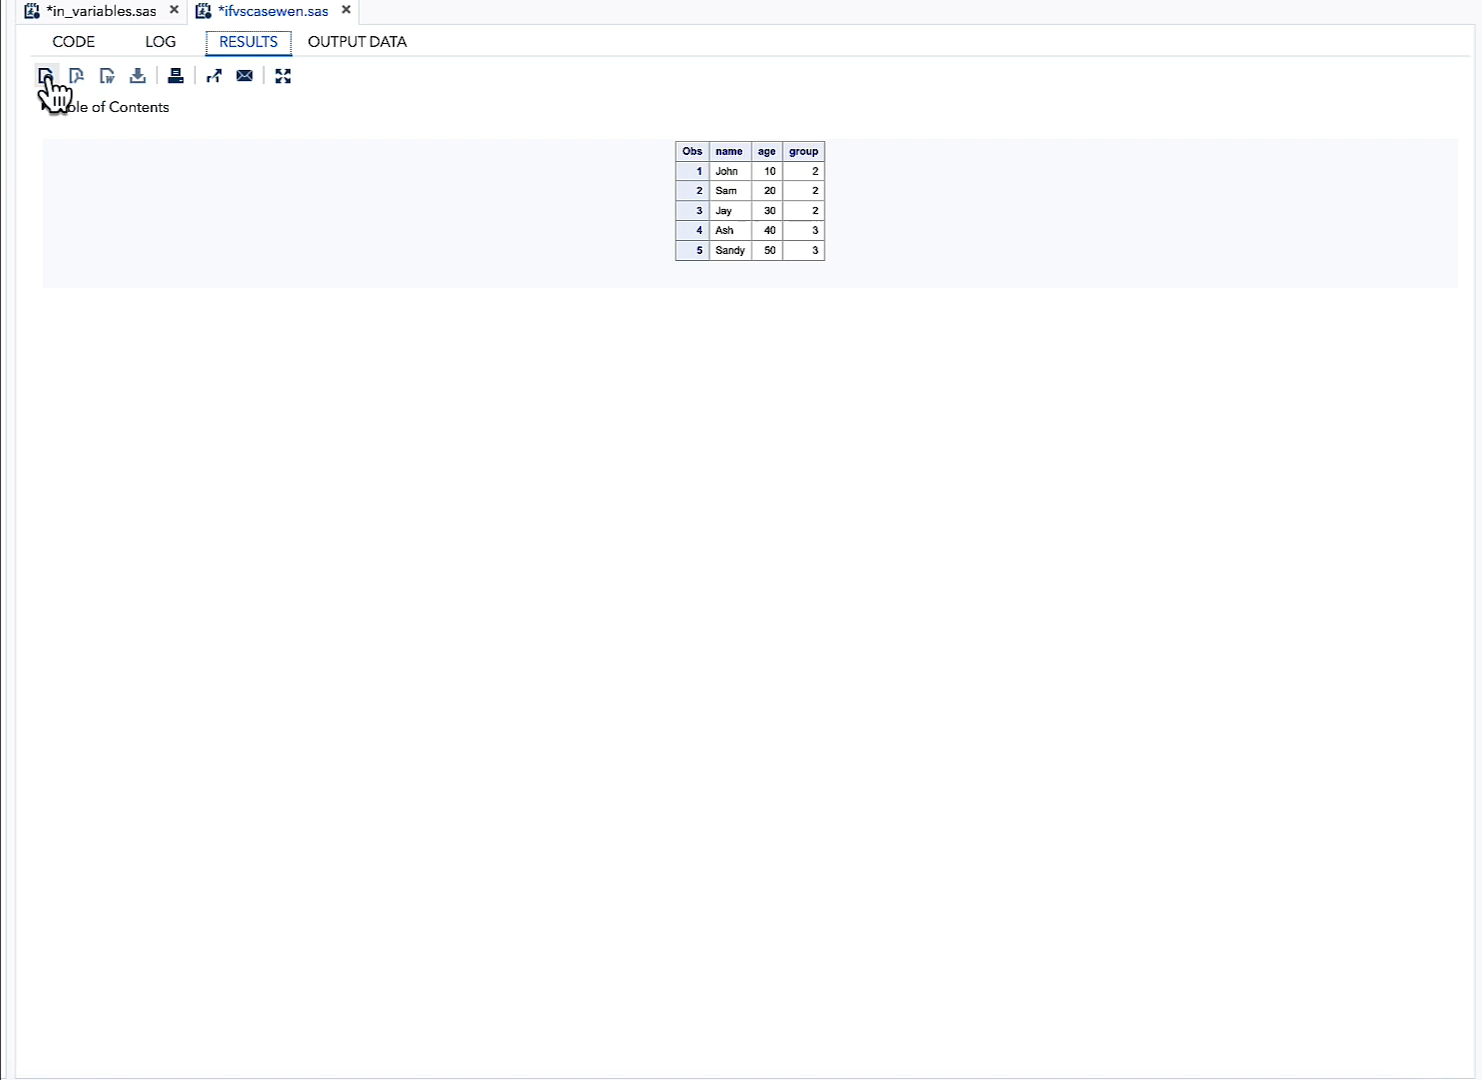 *in_variables.sas × *ifvscasewen.sas ×
CODE LOG RESULTS OUTPUT DATA
of Contents
Obs name age group
1 John 10 2
2 Sam 20 2
3 Jay 30 2
4 Ash 40 3
5 Sandy 50 3